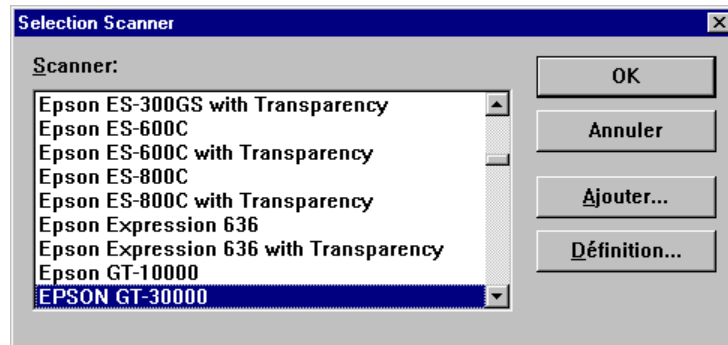 Selection Scanner
Scanner:
Epson ES-300GS with Transparency
Epson ES-600C
Epson ES-600C with Transparency
Epson ES-800C
Epson ES-800C with Transparency
Epson Expression 636
Epson Expression 636 with Transparency
Epson GT-10000
EPSON GT-30000
OK
Annuler
Ajouter...
Définition...